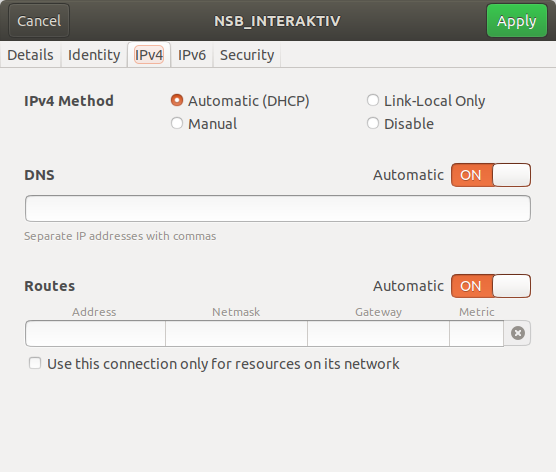 Cancel NSB_INTERAKTIV Apply
Details Identity IPv4 IPv6 Security
IPv4 Method Automatic (DHCP) Link-Local Only
Manual Disable
DNS Automatic ON
Separate IP addresses with commas
Routes Automatic ON
Address Netmask Gateway Metric
Use this connection only for resources on its network